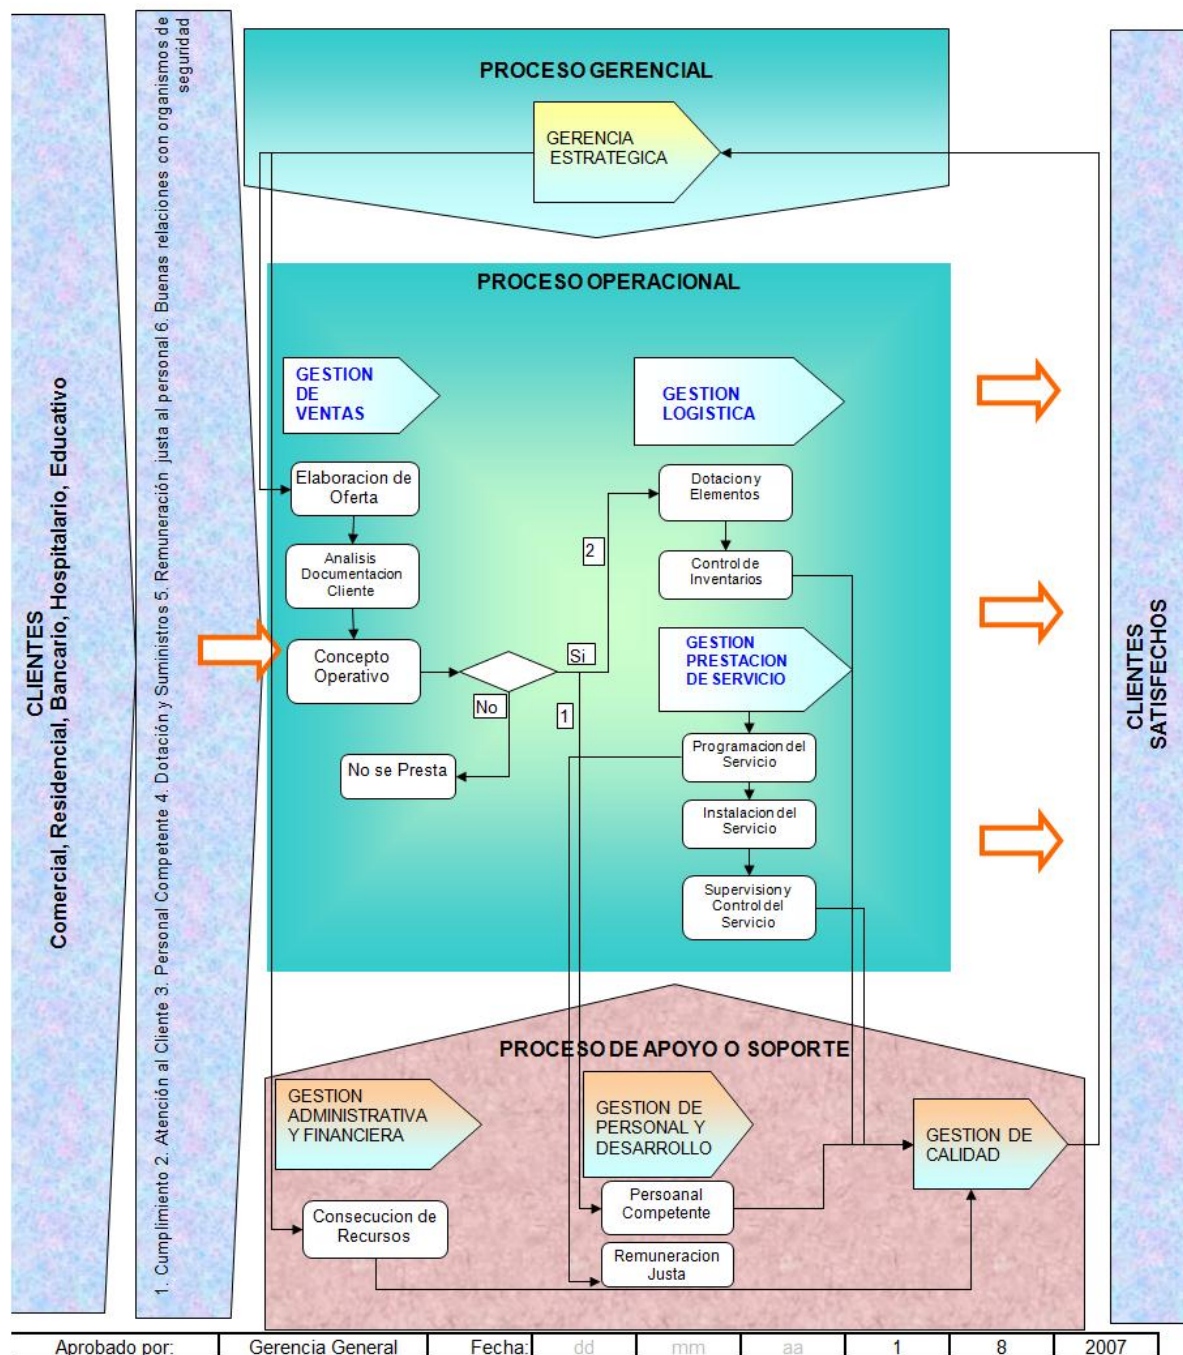 CLIENTES
Comercial, Residencial, Bancario, Hospitalario, Educativo
1. Cumplimiento 2. Atención al Cliente 3. Personal Competente 4. Dotación y Suministros 5. Remuneración justa al personal 6. Buenas relaciones con organismos de
seguridad
PROCESO GERENCIAL
GERENCIA
ESTRATEGICA
PROCESO OPERACIONAL
GESTION
DE
VENTAS
Elaboracion de
Oferta
Analisis
Documentacion
Cliente
Concepto
Operativo
Si
No
1
2
No se Presta
GESTION
LOGISTICA
Dotacion y
Elementos
Control de
Inventarios
GESTION
PRESTACION
DE SERVICIO
Programacion del
Servicio
Instalacion del
Servicio
Supervision y
Control del
Servicio
PROCESO DE APOYO O SOPORTE
GESTION
ADMINISTRATIVA
Y FINANCIERA
Consecucion de
Recursos
GESTION DE
PERSONAL Y
DESARROLLO
Persoanal
Competente
Remuneracion
Justa
GESTION DE
CALIDAD
CLIENTES
SATISFECHOS
Aprobado por: Gerencia General Fecha: dd mm aa 1 8 2007